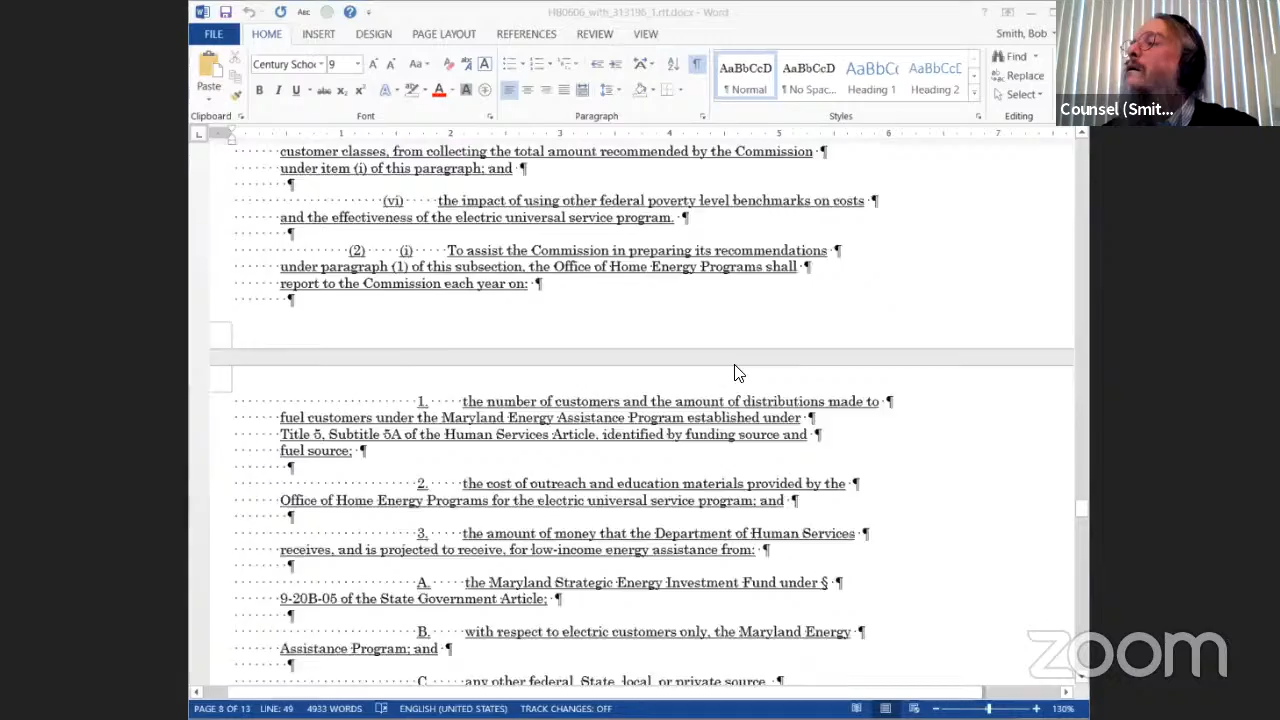 HB0606_with_313196_1.rtf.docx - Word
FILE HOME INSERT DESIGN PAGE LAYOUT REFERENCES REVIEW VIEW Smith, Bob
Century Scho 9
Paste
B I U abc x₂ x²
AaBbCcD AaBbCcD AaBbCc AaBbCcD
¶ Normal ¶ No Spac... Heading 1 Heading 2
Find
Replace
Select
Clipboard Font Paragraph Styles Editing
Counsel (Smit...
1 2 3 4 5 6 7
customer classes, from collecting the total amount recommended by the Commission ¶
under item (i) of this paragraph; and ¶
¶
(vi) the impact of using other federal poverty level benchmarks on costs ¶
and the effectiveness of the electric universal service program. ¶
¶
(2) (i) To assist the Commission in preparing its recommendations ¶
under paragraph (1) of this subsection, the Office of Home Energy Programs shall ¶
report to the Commission each year on: ¶
¶
1. the number of customers and the amount of distributions made to ¶
fuel customers under the Maryland Energy Assistance Program established under ¶
Title 5, Subtitle 5A of the Human Services Article, identified by funding source and ¶
fuel source; ¶
¶
2. the cost of outreach and education materials provided by the ¶
Office of Home Energy Programs for the electric universal service program; and ¶
¶
3. the amount of money that the Department of Human Services ¶
receives, and is projected to receive, for low-income energy assistance from: ¶
¶
A. the Maryland Strategic Energy Investment Fund under § ¶
9-20B-05 of the State Government Article; ¶
¶
B. with respect to electric customers only, the Maryland Energy ¶
Assistance Program; and ¶
¶
C. any other federal, State, local, or private source. ¶
zoom
PAGE 8 OF 13 LINE: 49 4933 WORDS ENGLISH (UNITED STATES) TRACK CHANGES: OFF 130%